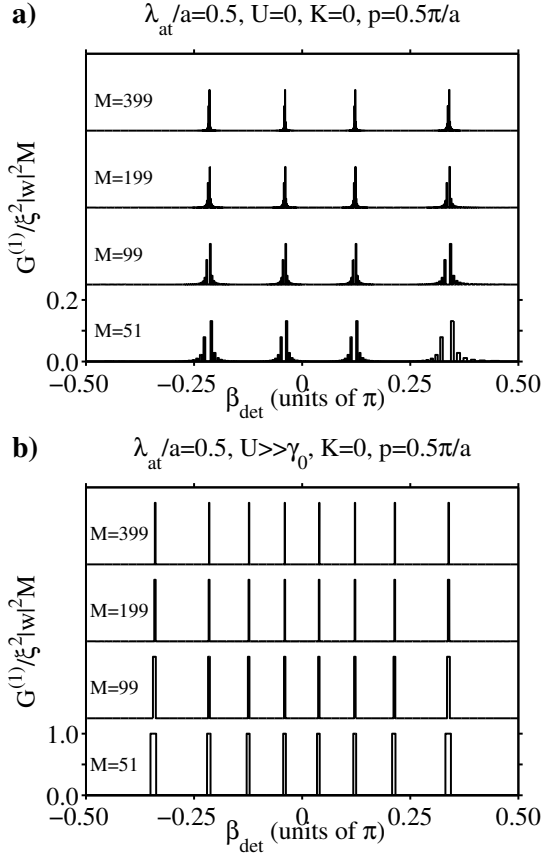 a)
λat/a=0.5, U=0, K=0, p=0.5π/a
G(1)/ξ²|w|²M
M=399
M=199
M=99
M=51
0.2
0.0
−0.50 −0.25 0 0.25 0.50
βdet (units of π)
b)
λat/a=0.5, U>>γ0, K=0, p=0.5π/a
G(1)/ξ²|w|²M
M=399
M=199
M=99
M=51
1.0
0.0
−0.50 −0.25 0 0.25 0.50
βdet (units of π)